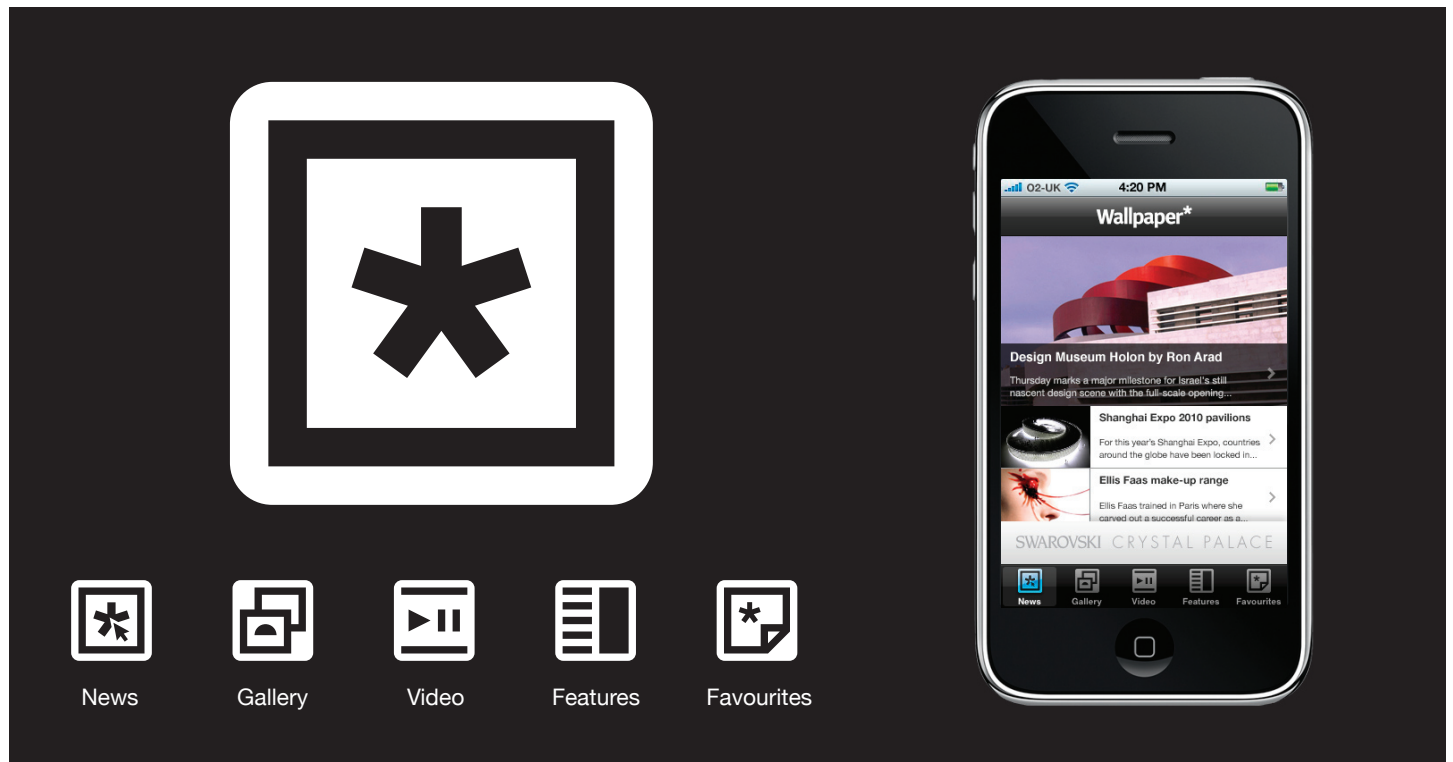 News
Gallery
Video
Features
Favourites
O2-UK
4:20 PM
Wallpaper*
Design Museum Holon by Ron Arad
Thursday marks a major milestone for Israel's still
nascent design scene with the full-scale opening...
Shanghai Expo 2010 pavilions
For this year's Shanghai Expo, countries
around the globe have been locked in...
Ellis Faas make-up range
Ellis Faas trained in Paris where she
carved out a successful career as a...
SWAROVSKI CRYSTAL PALACE
News
Gallery
Video
Features
Favourites